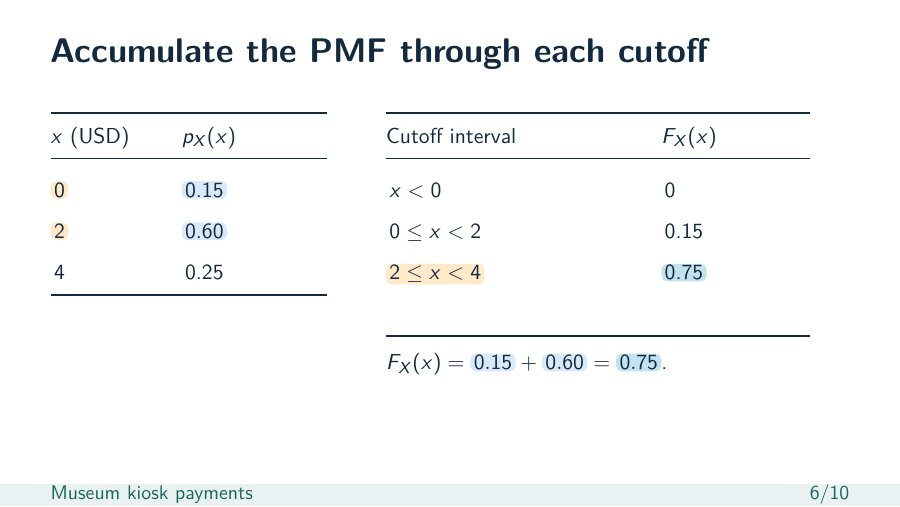 Accumulate the PMF through each cutoff
x (USD) p_X(x)
0 0.15
2 0.60
4 0.25
Cutoff interval F_X(x)
x < 0 0
0 ≤ x < 2 0.15
2 ≤ x < 4 0.75
F_X(x) = 0.15 + 0.60 = 0.75.
Museum kiosk payments 6/10